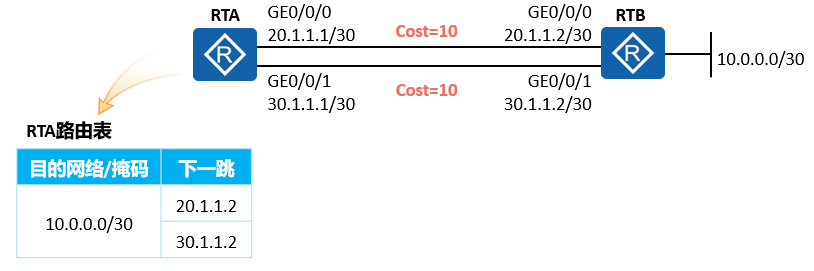 RTA
GE0/0/0
20.1.1.1/30
Cost=10
GE0/0/0
20.1.1.2/30
RTB
R
R
10.0.0.0/30
GE0/0/1
30.1.1.1/30
Cost=10
GE0/0/1
30.1.1.2/30
RTA路由表
目的网络/掩码 下一跳
10.0.0.0/30
20.1.1.2
30.1.1.2